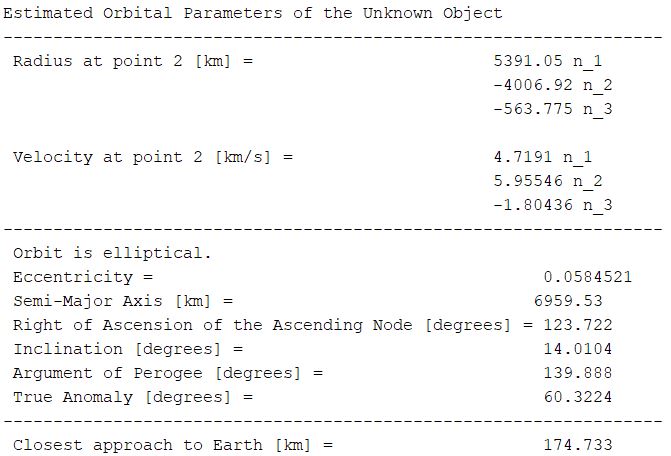 Estimated Orbital Parameters of the Unknown Object
------------------------------------------------------------------
Radius at point 2 [km] = 5391.05 n_1
-4006.92 n_2
-563.775 n_3
Velocity at point 2 [km/s] = 4.7191 n_1
5.95546 n_2
-1.80436 n_3
------------------------------------------------------------------
Orbit is elliptical.
Eccentricity = 0.0584521
Semi-Major Axis [km] = 6959.53
Right of Ascension of the Ascending Node [degrees] = 123.722
Inclination [degrees] = 14.0104
Argument of Perogee [degrees] = 139.888
True Anomaly [degrees] = 60.3224
------------------------------------------------------------------
Closest approach to Earth [km] = 174.733